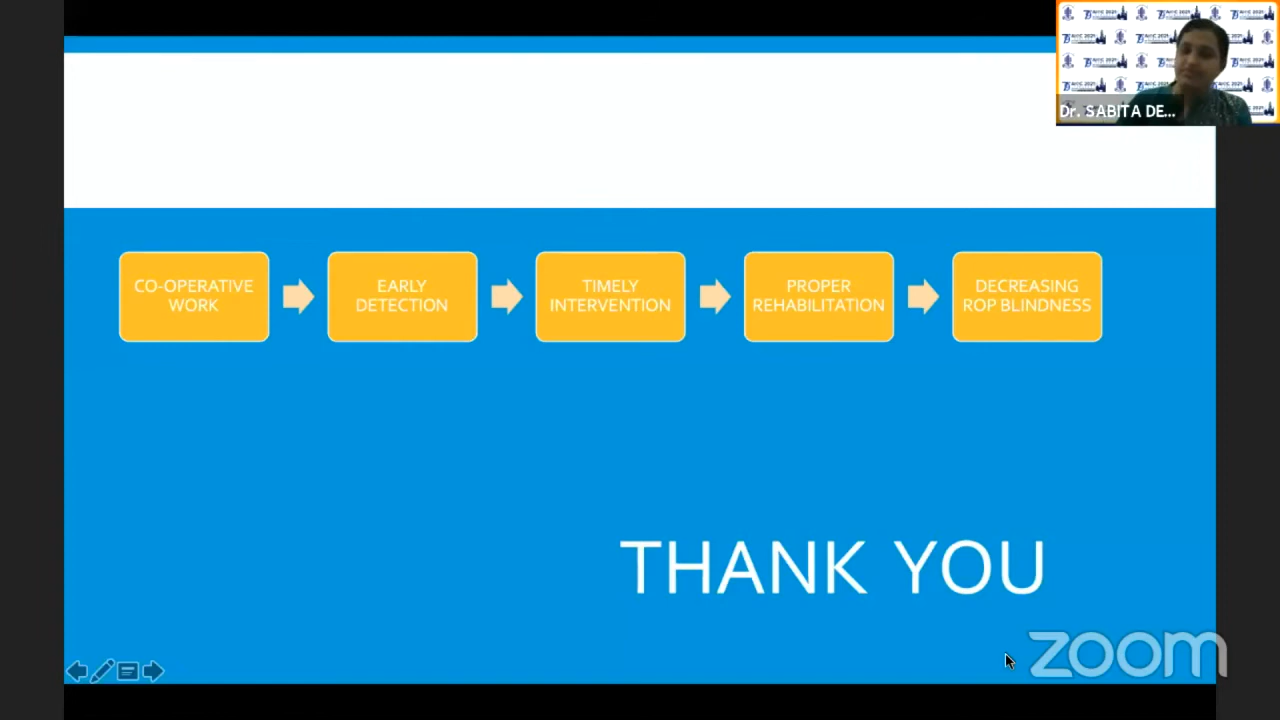 Dr. SABITA DE...
CO-OPERATIVE
WORK
EARLY
DETECTION
TIMELY
INTERVENTION
PROPER
REHABILITATION
DECREASING
ROP BLINDNESS
THANK YOU
zoom